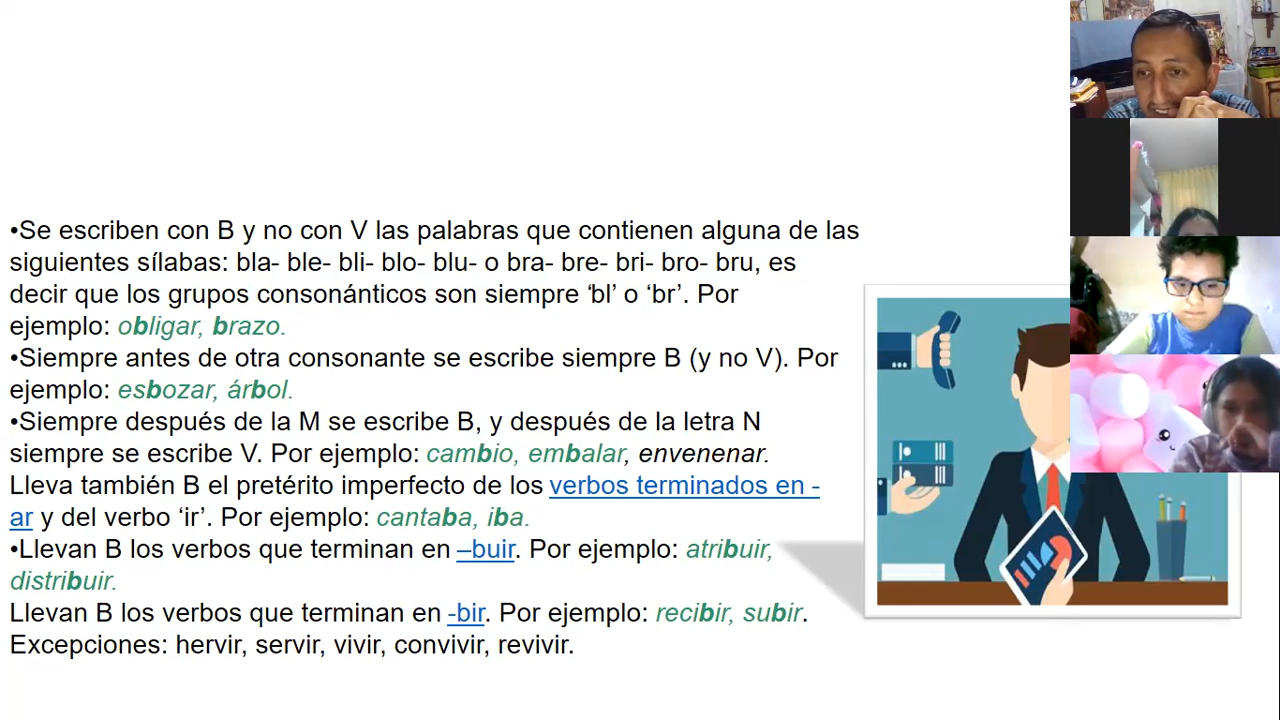 •Se escriben con B y no con V las palabras que contienen alguna de las
siguientes sílabas: bla- ble- bli- blo- blu- o bra- bre- bri- bro- bru, es
decir que los grupos consonánticos son siempre ‘bl’ o ‘br’. Por
ejemplo: obligar, brazo.
•Siempre antes de otra consonante se escribe siempre B (y no V). Por
ejemplo: esbozar, árbol.
•Siempre después de la M se escribe B, y después de la letra N
siempre se escribe V. Por ejemplo: cambio, embalar, envenenar.
Lleva también B el pretérito imperfecto de los verbos terminados en -
ar y del verbo ‘ir’. Por ejemplo: cantaba, iba.
•Llevan B los verbos que terminan en –buir. Por ejemplo: atribuir,
distribuir.
Llevan B los verbos que terminan en -bir. Por ejemplo: recibir, subir.
Excepciones: hervir, servir, vivir, convivir, revivir.